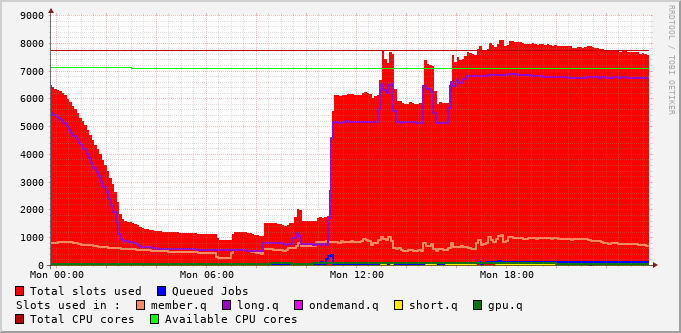 9000
8000
7000
6000
5000
4000
3000
2000
1000
0
Mon 00:00 Mon 06:00 Mon 12:00 Mon 18:00
Total slots used Queued Jobs
Slots used in : member.q long.q ondemand.q short.q gpu.q
Total CPU cores Available CPU cores
RRDTOOL / TOBI OETIKER